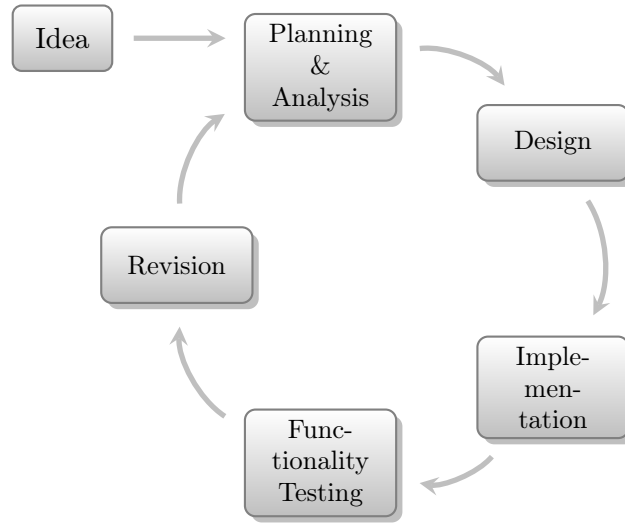 Idea
Planning
&
Analysis
Design
Revision
Imple-
men-
tation
Func-
tionality
Testing